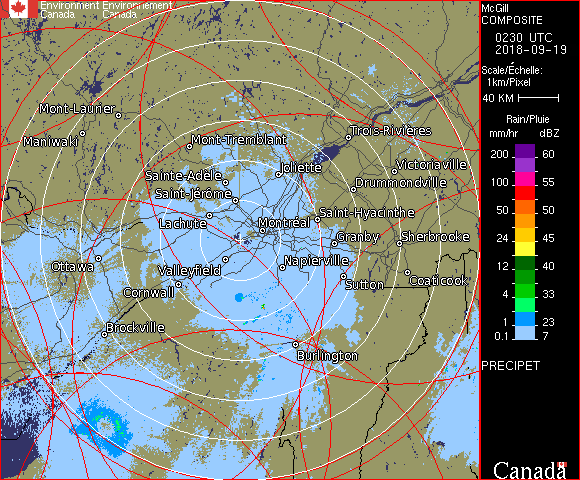 Environment Environnement
Canada Canada
Mont-Laurier
Maniwaki
Mont-Tremblant
Trois-Rivières
Joliette
Victoriaville
Sainte-Adèle
Drummondville
Saint-Jérôme
Saint-Hyacinthe
Lachute
Montréal
Granby
Sherbrooke
Ottawa
Valleyfield
Napierville
Coaticook
Cornwall
Sutton
Brockville
Burlington
McGill
COMPOSITE
0230 UTC
2018-09-19
Scale/Échelle:
1km/Pixel
40 KM
Rain/Pluie
mm/hr dBZ
200 60
100 55
50 50
24 45
12 40
4 33
1 23
0.1 7
PRECIPET
Canada